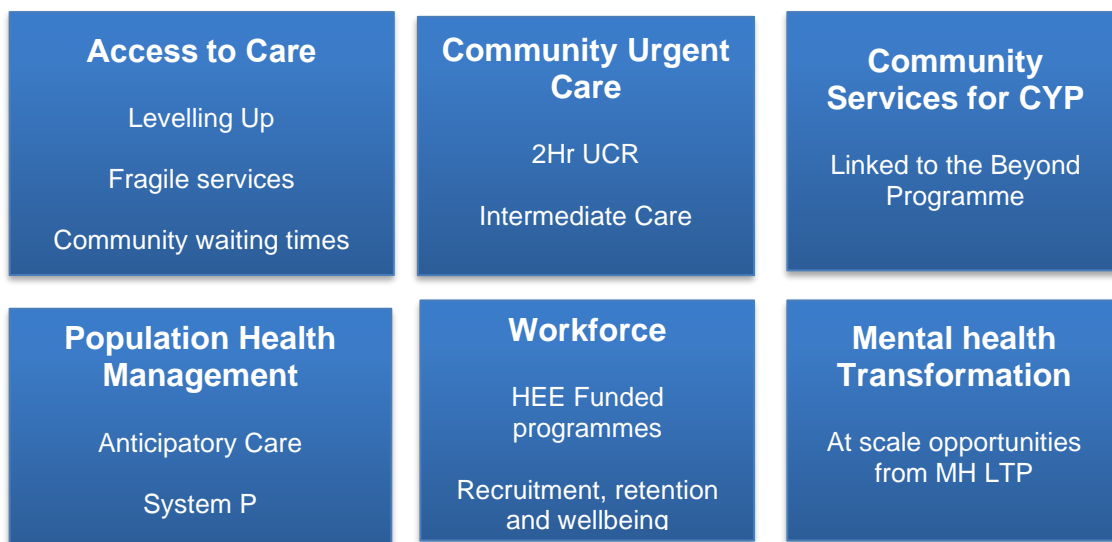 Access to Care
Levelling Up
Fragile services
Community waiting times
Community Urgent
Care
2Hr UCR
Intermediate Care
Community
Services for CYP
Linked to the Beyond
Programme
Population Health
Management
Anticipatory Care
System P
Workforce
HEE Funded
programmes
Recruitment, retention
and wellbeing
Mental health
Transformation
At scale opportunities
from MH LTP